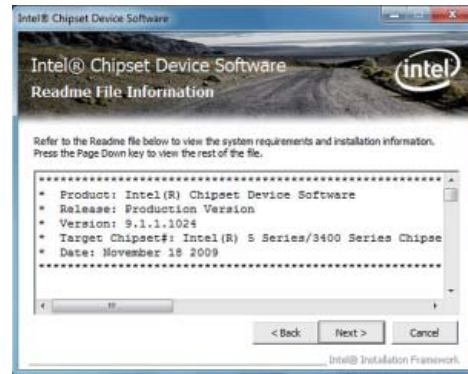 Intel® Chipset Device Software
Intel® Chipset Device Software
Readme File Information
intel
Refer to the Readme file below to view the system requirements and installation information.
Press the Page Down key to view the rest of the file.
************************************************************
* Product: Intel(R) Chipset Device Software
* Release: Production Version
* Version: 9.1.1.1024
* Target Chipset#: Intel(R) 5 Series/3400 Series Chipse
* Date: November 18 2009
************************************************************
< Back Next > Cancel
Intel® Installation Framework